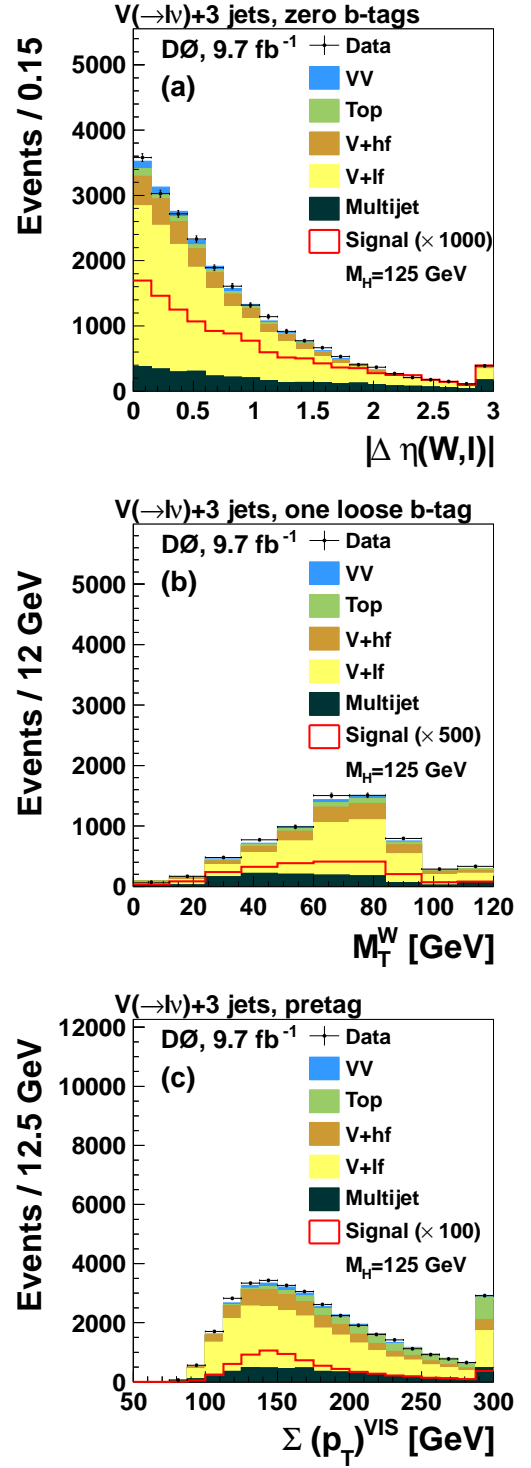 V(→lν)+3 jets, zero b-tags
DØ, 9.7 fb⁻¹
(a)
Data
VV
Top
V+hf
V+lf
Multijet
Signal (× 1000)
M_H=125 GeV
Events / 0.15
5000
4000
3000
2000
1000
0
0 0.5 1 1.5 2 2.5 3
|Δ η(W,l)|
V(→lν)+3 jets, one loose b-tag
DØ, 9.7 fb⁻¹
(b)
Data
VV
Top
V+hf
V+lf
Multijet
Signal (× 500)
M_H=125 GeV
Events / 12 GeV
5000
4000
3000
2000
1000
0
0 20 40 60 80 100 120
M_T^W [GeV]
V(→lν)+3 jets, pretag
DØ, 9.7 fb⁻¹
(c)
Data
VV
Top
V+hf
V+lf
Multijet
Signal (× 100)
M_H=125 GeV
Events / 12.5 GeV
12000
10000
8000
6000
4000
2000
0
50 100 150 200 250 300
Σ (p_T)^VIS [GeV]